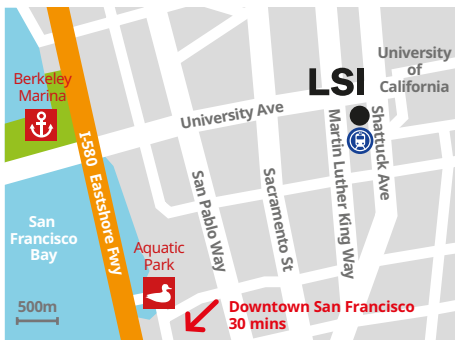 University
of
California
LSI
Berkeley
Marina
University Ave
I-580 Eastshore Fwy
San Pablo Way
Sacramento St
Martin Luther King Way
Shattuck Ave
San
Francisco
Bay
Aquatic
Park
Downtown San Francisco
30 mins
500m